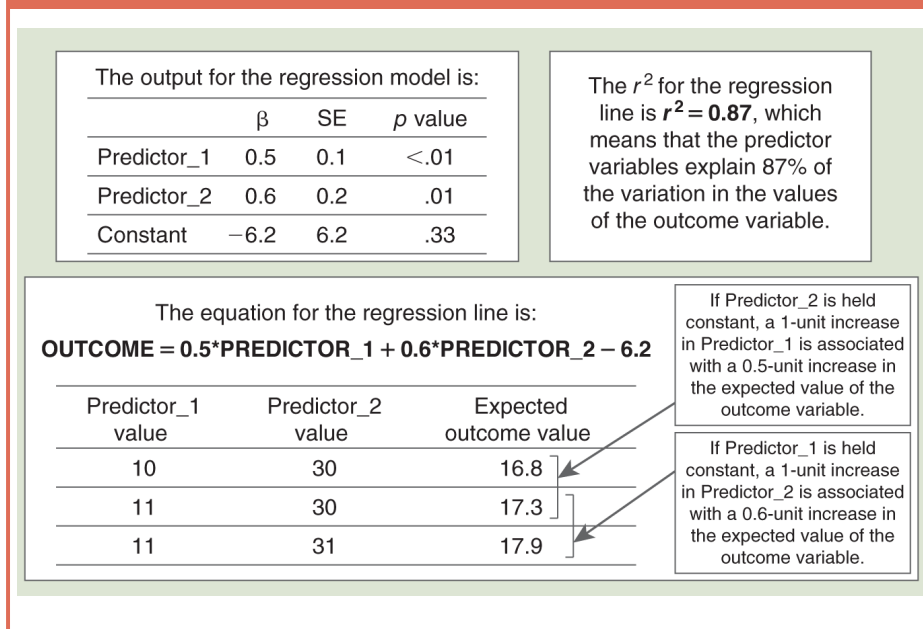 The output for the regression model is:
β SE p value
Predictor_1 0.5 0.1 <.01
Predictor_2 0.6 0.2 .01
Constant −6.2 6.2 .33
The r² for the regression
line is r² = 0.87, which
means that the predictor
variables explain 87% of
the variation in the values
of the outcome variable.
The equation for the regression line is:
OUTCOME = 0.5*PREDICTOR_1 + 0.6*PREDICTOR_2 − 6.2
Predictor_1 Predictor_2 Expected
value value outcome value
10 30 16.8
11 30 17.3
11 31 17.9
If Predictor_2 is held
constant, a 1-unit increase
in Predictor_1 is associated
with a 0.5-unit increase in
the expected value of the
outcome variable.
If Predictor_1 is held
constant, a 1-unit increase
in Predictor_2 is associated
with a 0.6-unit increase in
the expected value of the
outcome variable.